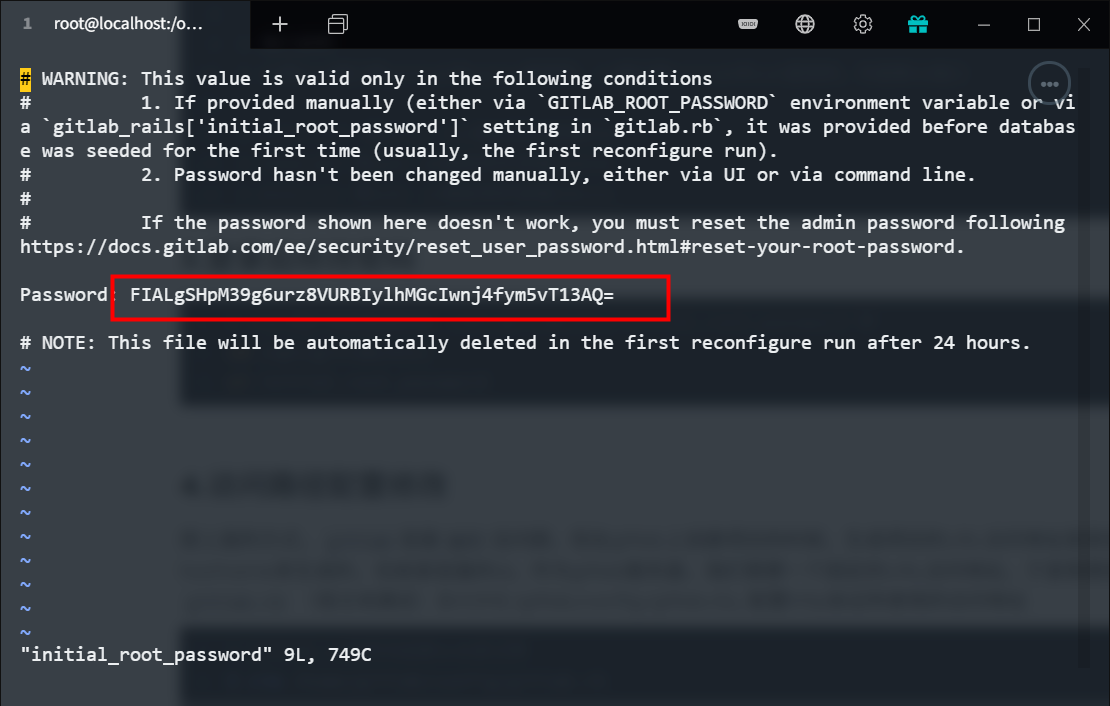 1 root@localhost:/o...
# WARNING: This value is valid only in the following conditions
#          1. If provided manually (either via `GITLAB_ROOT_PASSWORD` environment variable or vi
a `gitlab_rails['initial_root_password']` setting in `gitlab.rb`, it was provided before databas
e was seeded for the first time (usually, the first reconfigure run).
#          2. Password hasn't been changed manually, either via UI or via command line.
#
#          If the password shown here doesn't work, you must reset the admin password following
https://docs.gitlab.com/ee/security/reset_user_password.html#reset-your-root-password.
Password: FIALgSHpM39g6urz8VURBIylhMGcIwnj4fym5vT13AQ=
# NOTE: This file will be automatically deleted in the first reconfigure run after 24 hours.
~
~
~
~
~
~
~
~
~
~
~
~
"initial_root_password" 9L, 749C